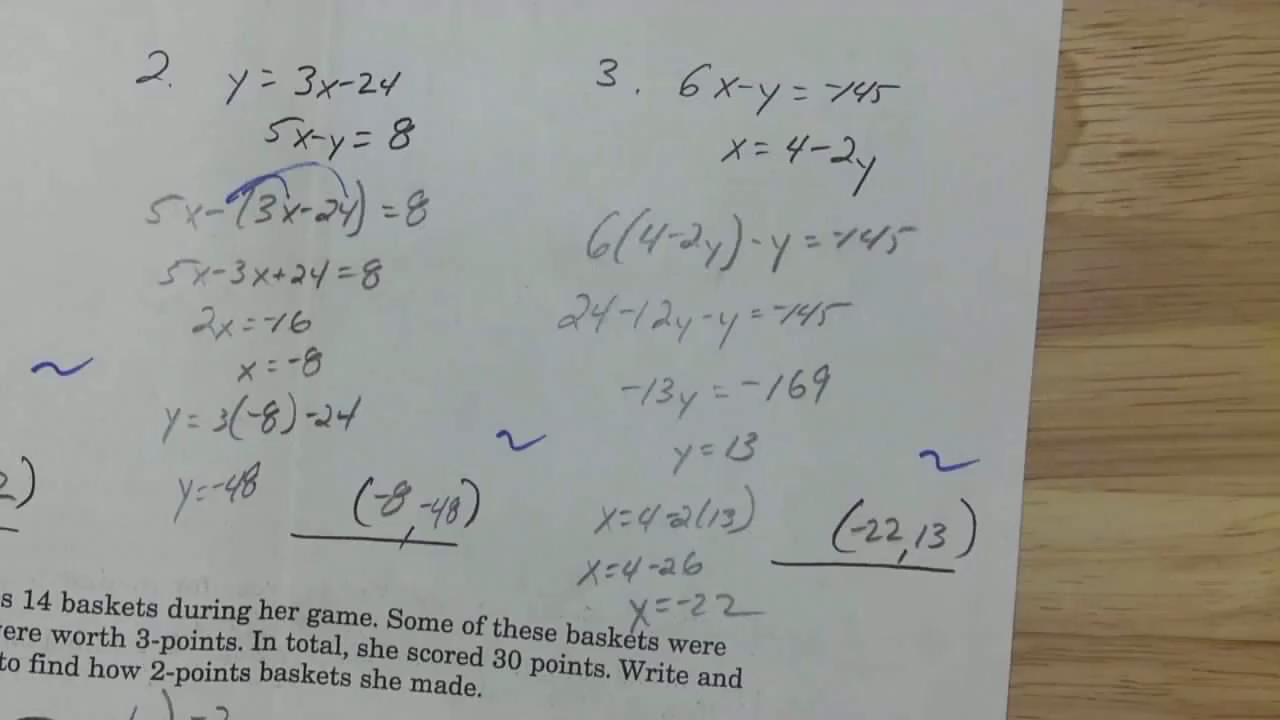 2. y = 3x-24
5x-y = 8
5x-(3x-24) = 8
5x-3x+24 = 8
2x = -16
x = -8
y = 3(-8)-24
y = -48
(-8, -48)
3. 6x-y = -145
x = 4-2y
6(4-2y)-y = -145
24-12y-y = -145
-13y = -169
y = 13
x = 4-2(13)
x = 4-26
x = -22
(-22, 13)
2)
s 14 baskets during her game. Some of these baskets were
ere worth 3-points. In total, she scored 30 points. Write and
to find how 2-points baskets she made.